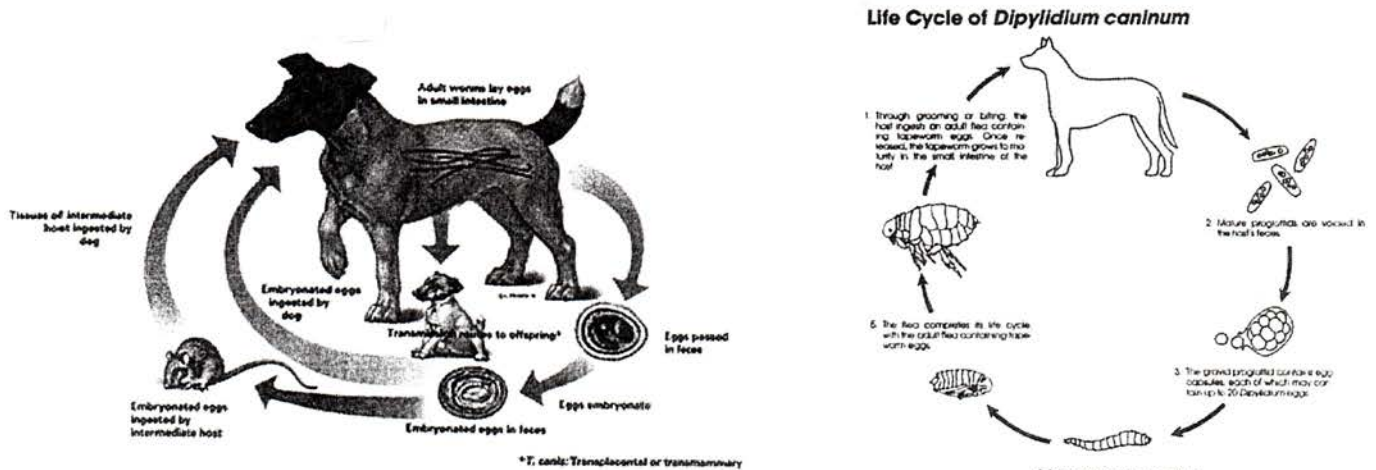 Adult worms lay eggs
in small intestine
Tissues of intermediate
host ingested by
dog
Embryonated eggs
ingested by
dog
Transmission routes to offspring*
Eggs passed
in feces
Eggs embryonate
Embryonated eggs in feces
Embryonated eggs
ingested by
intermediate host
*T. canis: Transplacental or transmammary
Life Cycle of Dipylidium caninum
1. Through grooming or biting, the
host ingests an adult flea contain-
ing tapeworm eggs. Once re-
leased, the tapeworm grows to ma-
turity in the small intestine of the
host.
2. Mature proglottids are voided in
the host's feces.
3. The gravid proglottid contains egg
capsules, each of which may con-
tain up to 20 Dipylidium eggs.
5. The flea completes its life cycle
with the adult flea containing tape-
worm eggs.